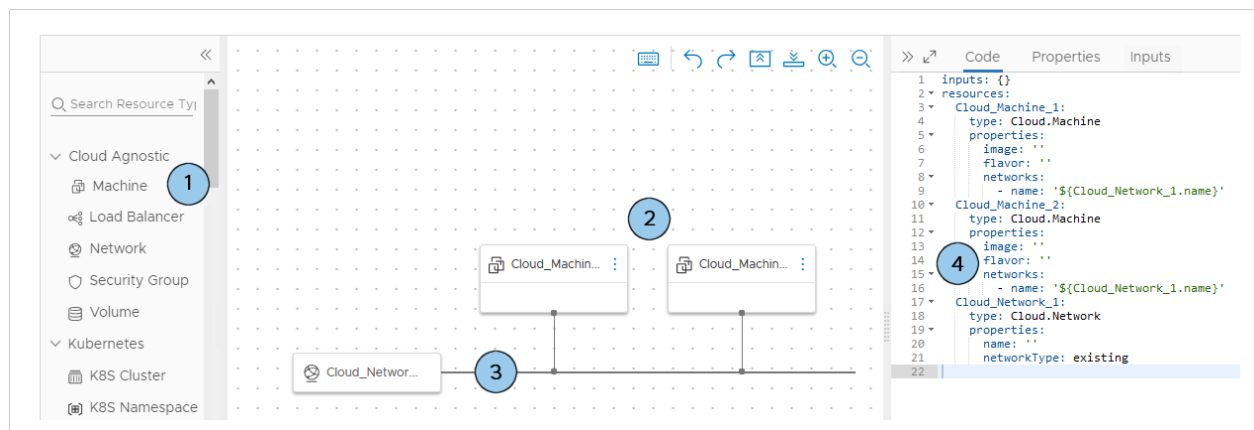 Search Resource Ty
Cloud Agnostic
Machine
1
Load Balancer
Network
Security Group
Volume
Kubernetes
K8S Cluster
K8S Namespace
2
Cloud_Machin...
Cloud_Machin...
Cloud_Networ...
3
Code Properties Inputs
1 inputs: {}
2 resources:
3 Cloud_Machine_1:
4 type: Cloud.Machine
5 properties:
6 image: ''
7 flavor: ''
8 networks:
9 - name: '${Cloud_Network_1.name}'
10 Cloud_Machine_2:
11 type: Cloud.Machine
12 properties:
13 image: ''
14 flavor: ''
4
15 networks:
16 - name: '${Cloud_Network_1.name}'
17 Cloud_Network_1:
18 type: Cloud.Network
19 properties:
20 name: ''
21 networkType: existing
22